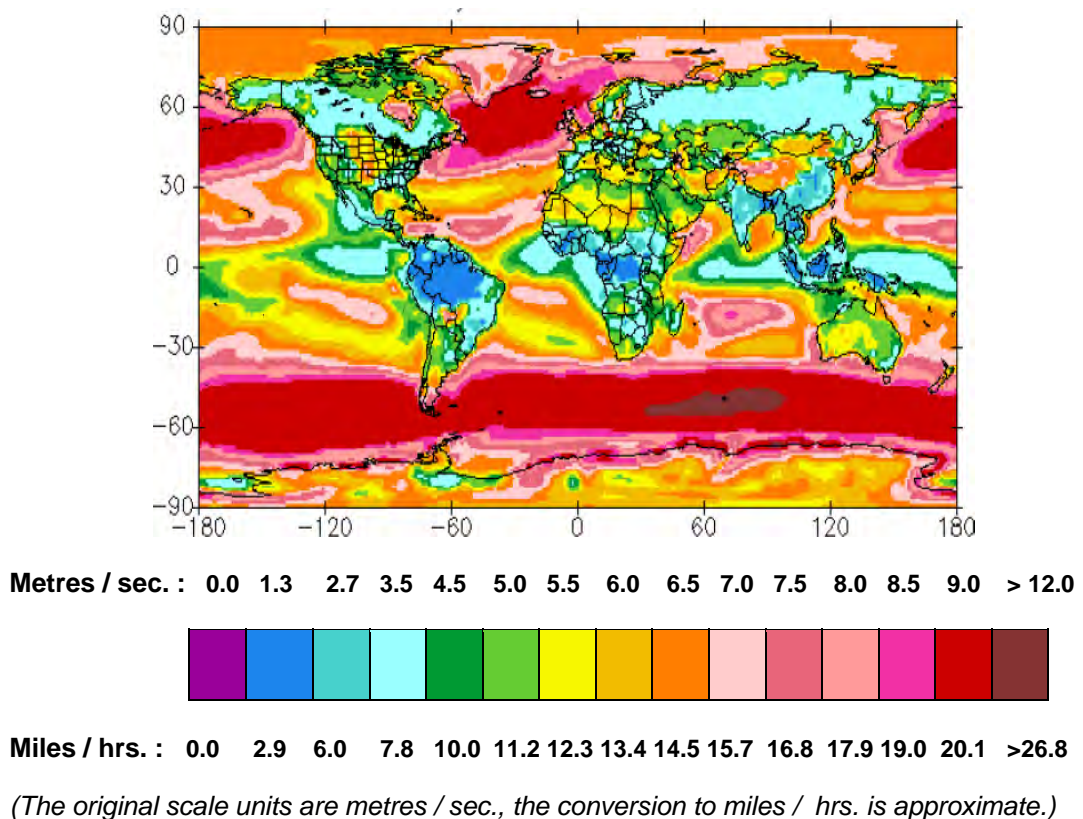 90
60
30
0
−30
−60
−90
−180 −120 −60 0 60 120 180
Metres / sec. : 0.0 1.3 2.7 3.5 4.5 5.0 5.5 6.0 6.5 7.0 7.5 8.0 8.5 9.0 > 12.0
Miles / hrs. : 0.0 2.9 6.0 7.8 10.0 11.2 12.3 13.4 14.5 15.7 16.8 17.9 19.0 20.1 >26.8
(The original scale units are metres / sec., the conversion to miles / hrs. is approximate.)